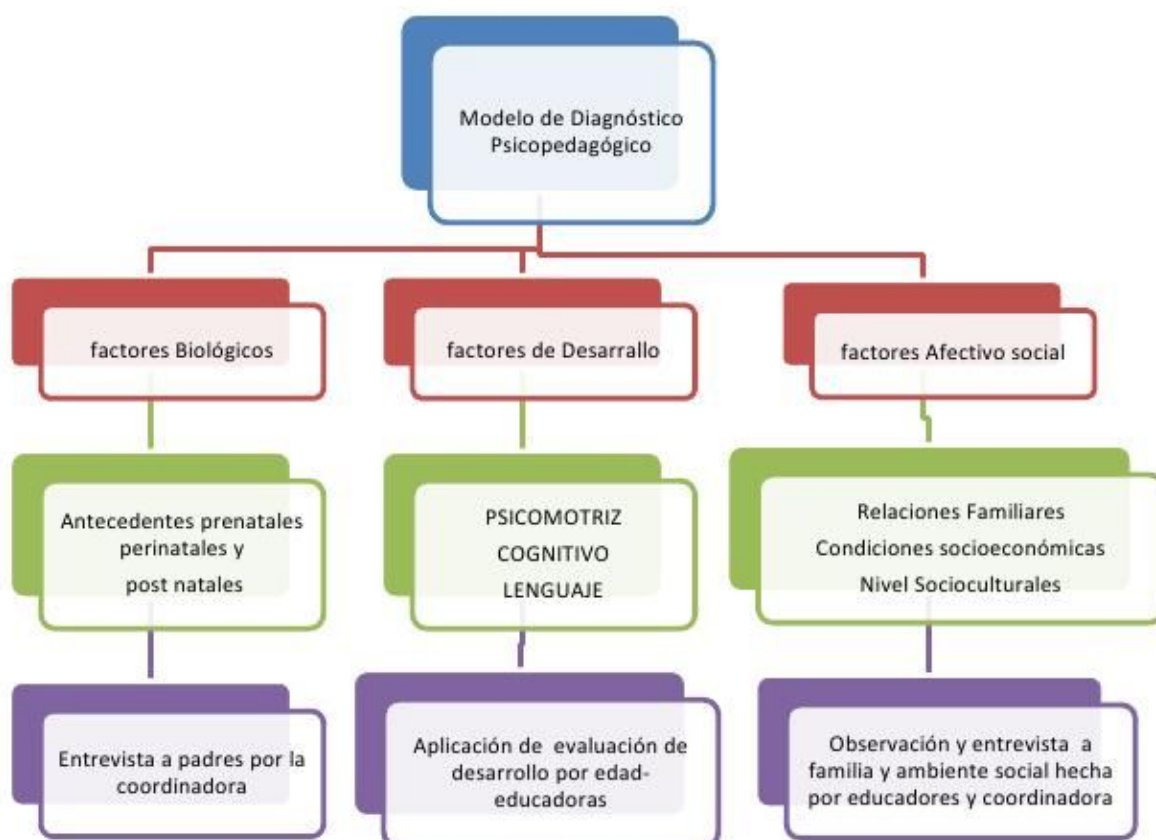 Modelo de Diagnóstico
Psicopedagógico
factores Biológicos
factores de Desarrallo
factores Afectivo social
Antecedentes prenatales
perinatales y
post natales
PSICOMOTRIZ
COGNITIVO
LENGUAJE
Relaciones Familiares
Condiciones socioeconómicas
Nivel Socioculturales
Entrevista a padres por la
coordinadora
Aplicación de evaluación de
desarrollo por edad-
educadoras
Observación y entrevista a
familia y ambiente social hecha
por educadores y coordinadora